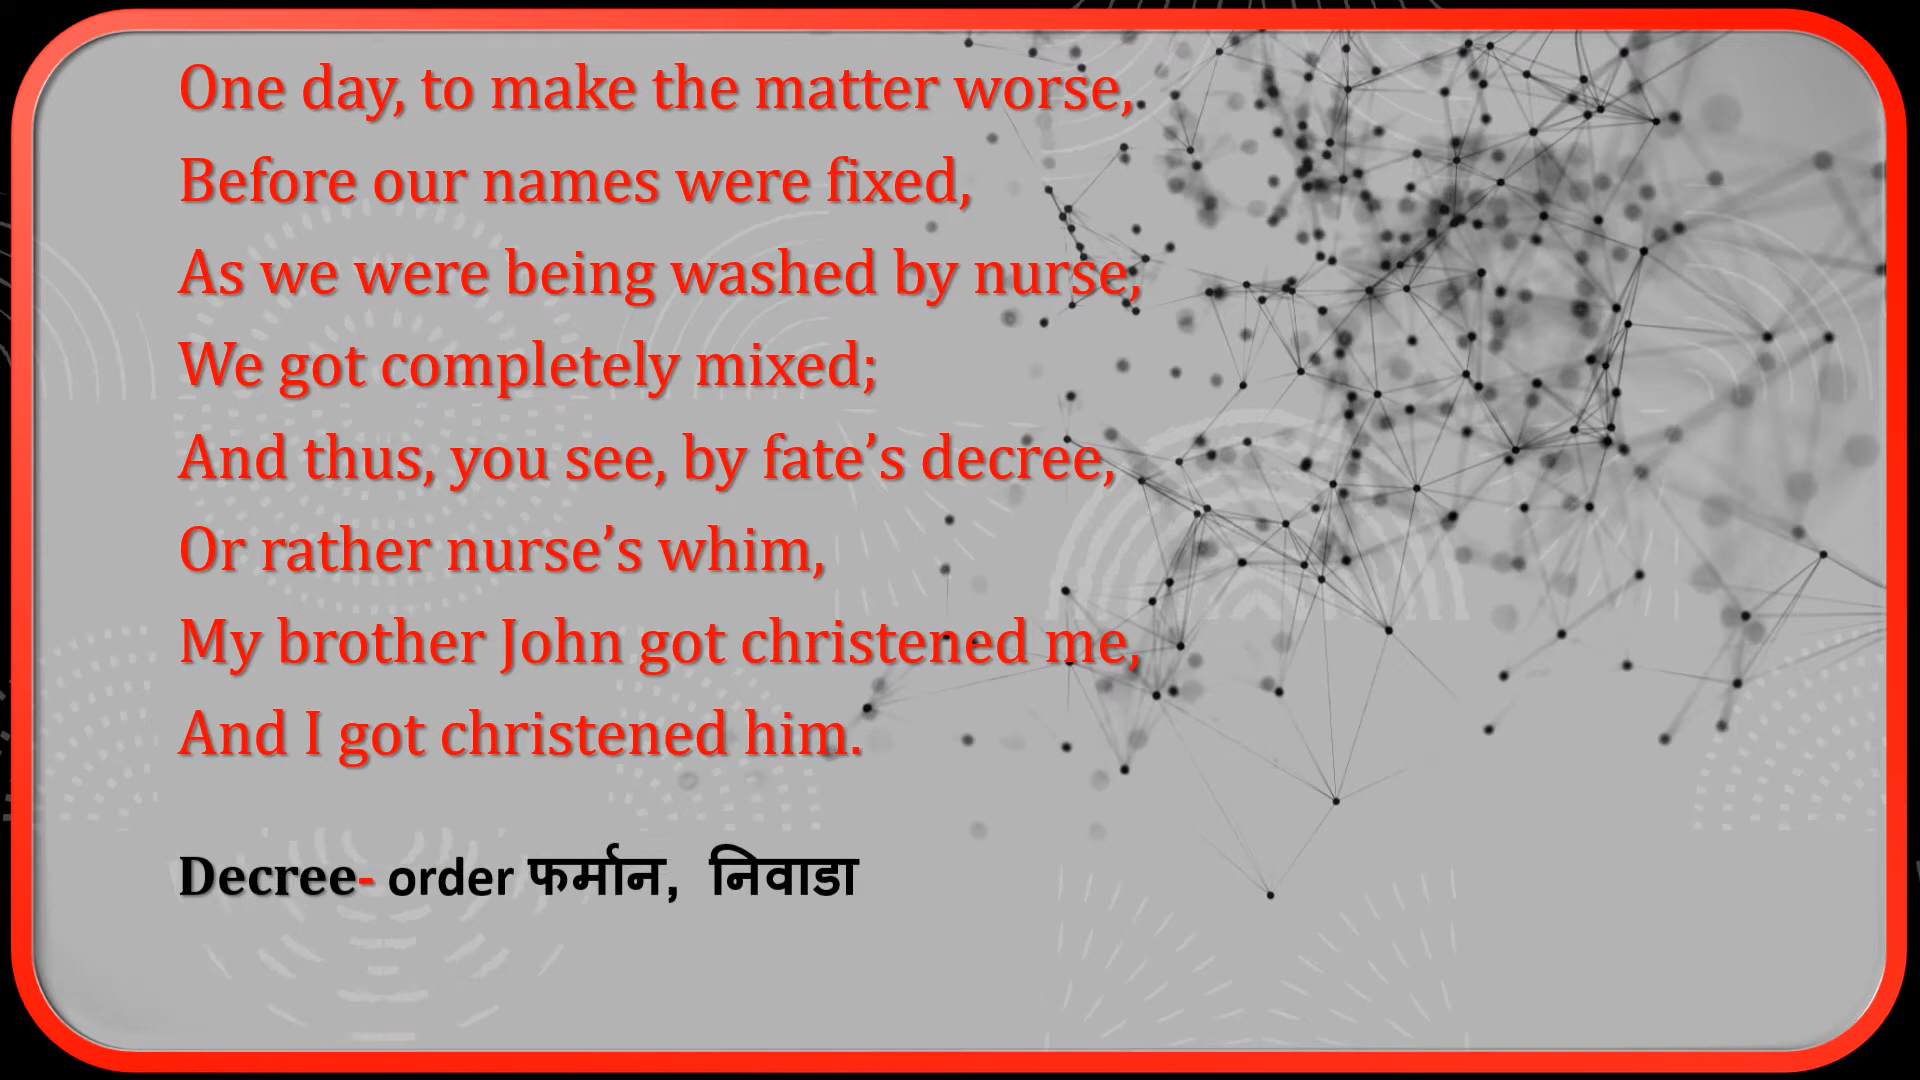 One day, to make the matter worse,
Before our names were fixed,
As we were being washed by nurse,
We got completely mixed;
And thus, you see, by fate’s decree,
Or rather nurse’s whim,
My brother John got christened me,
And I got christened him.
Decree- order फर्मान, निवाडा